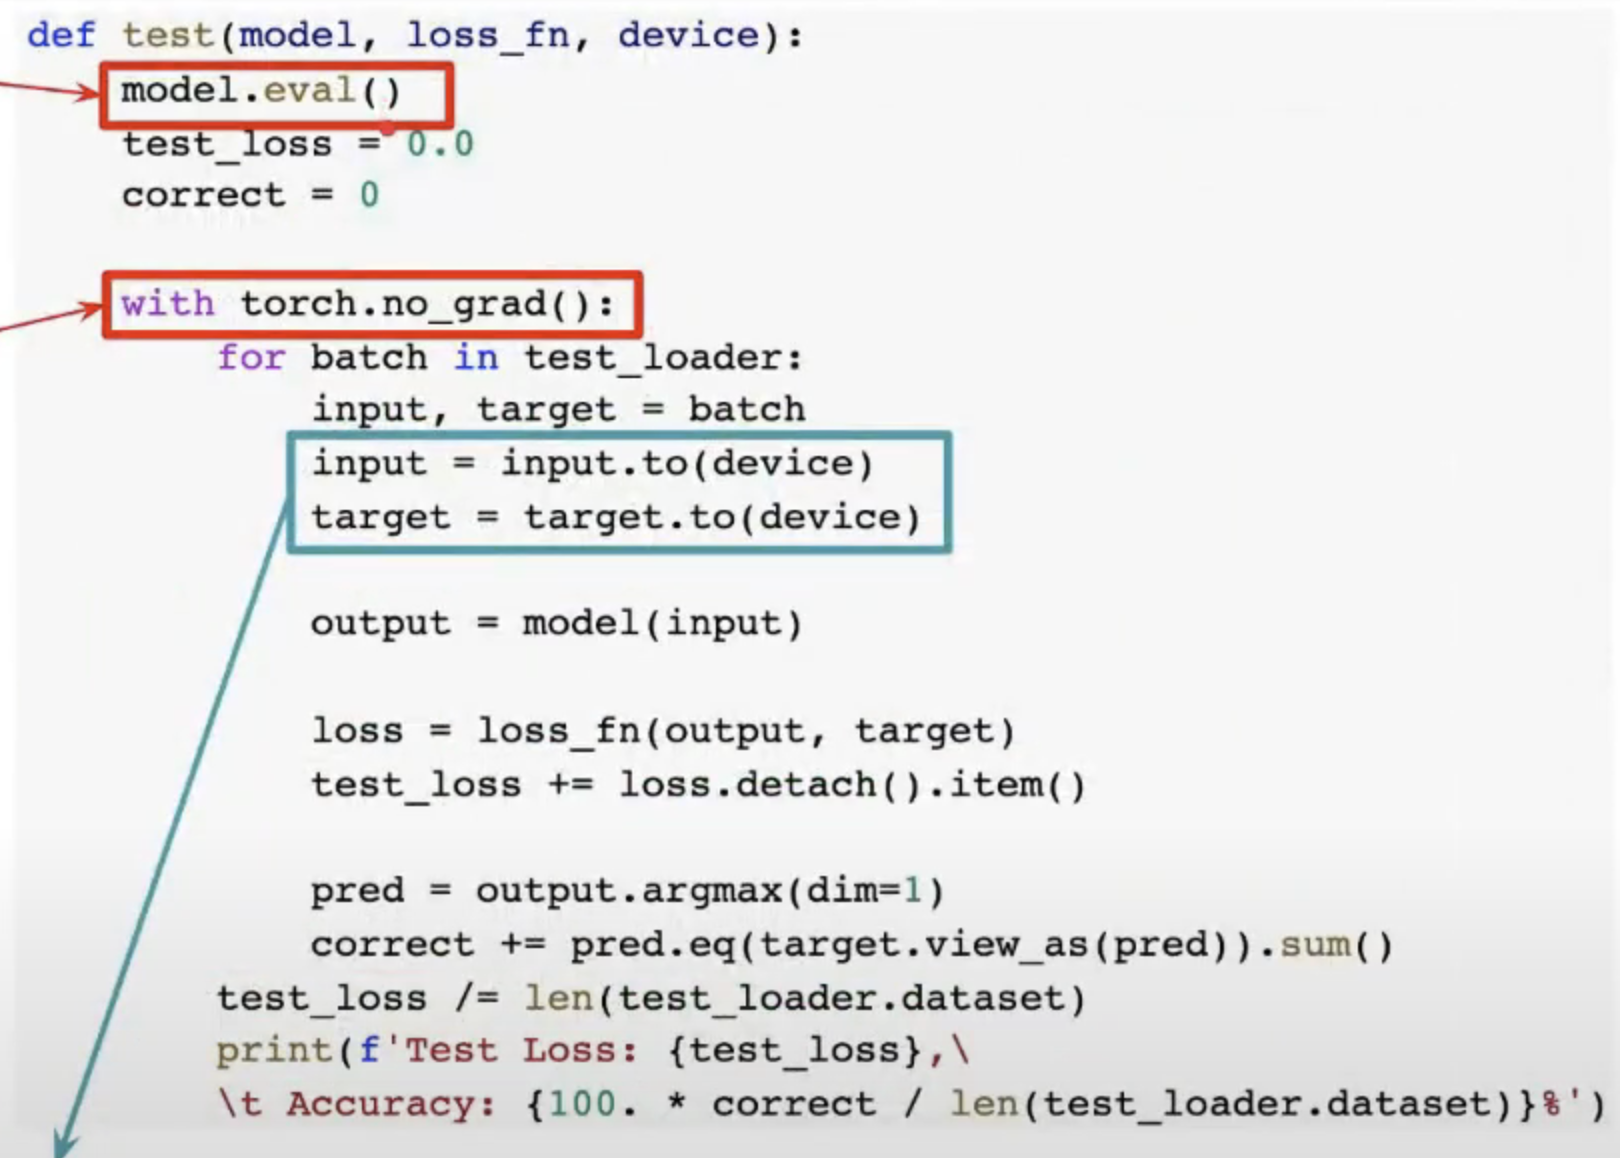 def test(model, loss_fn, device):
model.eval()
test_loss = 0.0
correct = 0
with torch.no_grad():
for batch in test_loader:
input, target = batch
input = input.to(device)
target = target.to(device)
output = model(input)
loss = loss_fn(output, target)
test_loss += loss.detach().item()
pred = output.argmax(dim=1)
correct += pred.eq(target.view_as(pred)).sum()
test_loss /= len(test_loader.dataset)
print(f'Test Loss: {test_loss},\
\t Accuracy: {100. * correct / len(test_loader.dataset)}%')